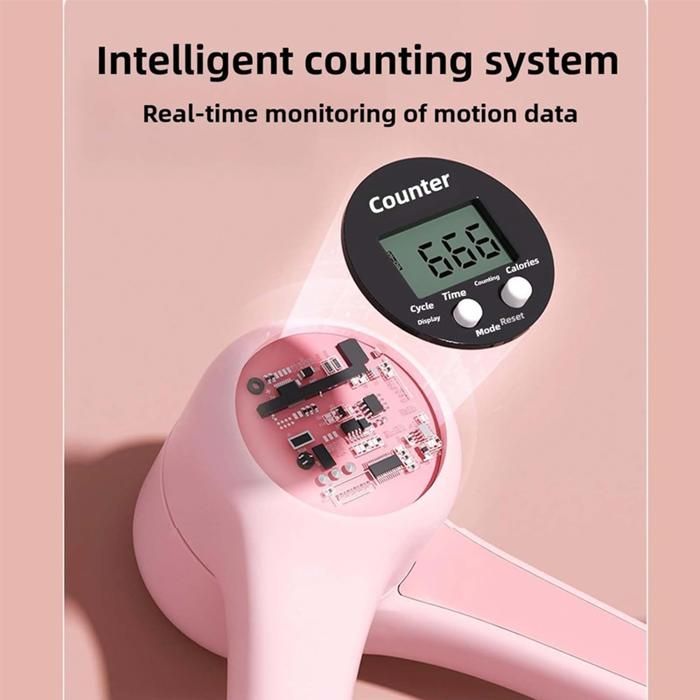 Intelligent counting system
Real-time monitoring of motion data
Counter
666
Cycle Time Counting Calories
Display
Mode Reset